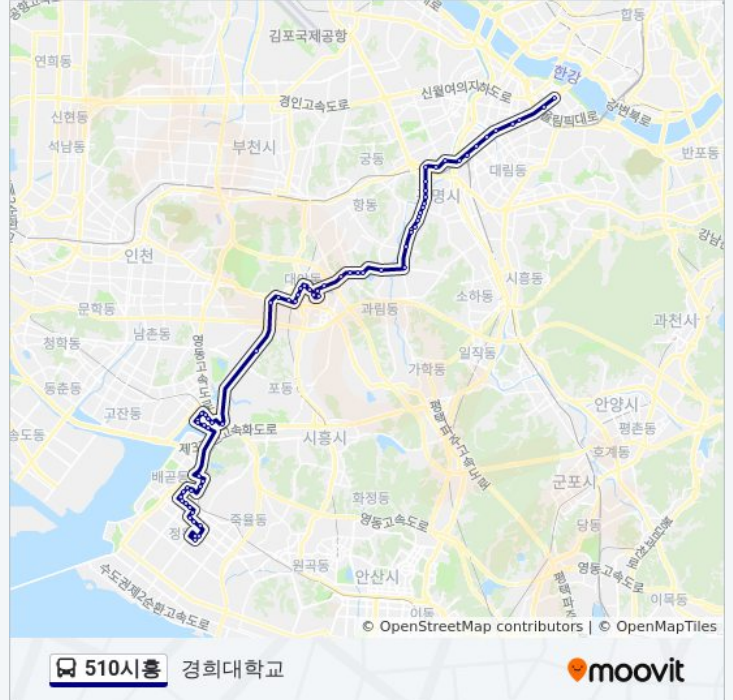 합동
김포국제공항
연희동
한강
신월여의지하도로
경인고속도로
강변북로
올림픽대로
신현동
석남동
부천시
궁동
대림동
반포동
항동
명시
인천
대야동
시흥동
소하동
문학동
과림동
과천시
남촌동
청학동
영동고속도로
일직동
가학동
동춘동
포동
안양시
고잔동
평촌동
송도동
고속화도로
시흥시
호계동
배곧동
군포시
화정동
죽율동
영동고속도로
당동
원곡동
안산시
영동고속도로
이목동
수도권제2순환고속도로
이동
© OpenStreetMap contributors | © OpenMapTiles
510시흥 경희대학교
moovit